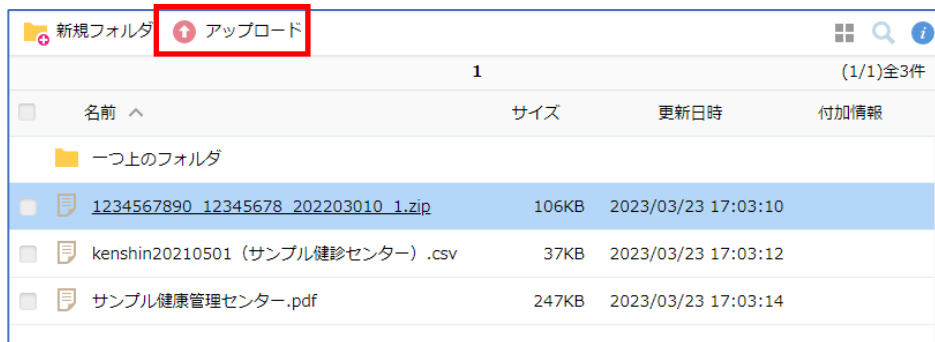 新規フォルダ アップロード
1 (1/1)全3件
名前 サイズ 更新日時 付加情報
一つ上のフォルダ
1234567890_12345678_202203010_1.zip 106KB 2023/03/23 17:03:10
kenshin20210501（サンプル健診センター）.csv 37KB 2023/03/23 17:03:12
サンプル健康管理センター.pdf 247KB 2023/03/23 17:03:14